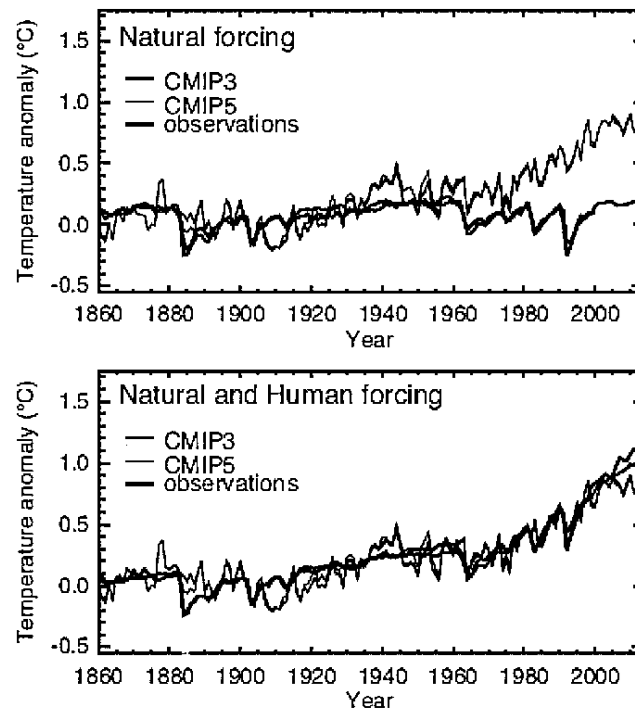 1.5
Natural forcing
CMIP3
CMIP5
observations
1.0
0.5
0.0
-0.5
Temperature anomaly (°C)
1860 1880 1900 1920 1940 1960 1980 2000
Year
1.5
Natural and Human forcing
CMIP3
CMIP5
observations
1.0
0.5
0.0
-0.5
Temperature anomaly (°C)
1860 1880 1900 1920 1940 1960 1980 2000
Year